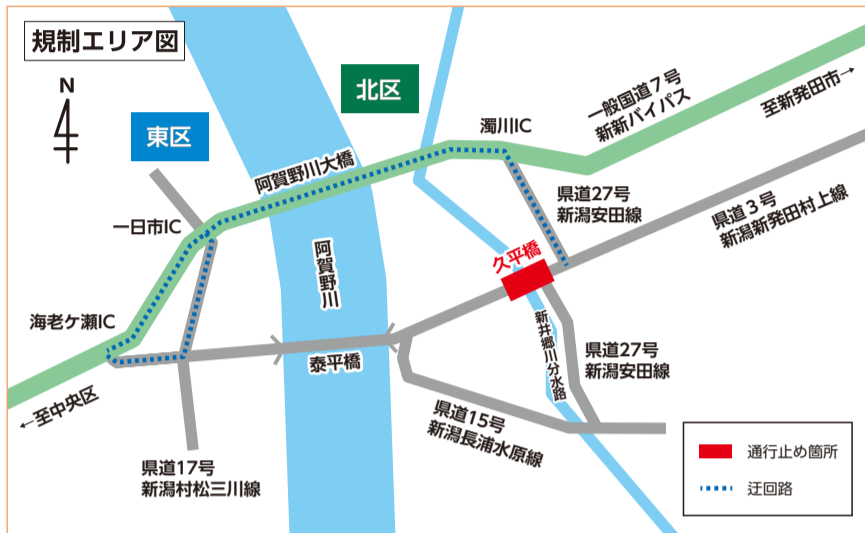 規制エリア図
N
北区
東区
一般国道7号
新新バイパス
至新発田市→
濁川IC
阿賀野川大橋
県道27号
新潟安田線
県道3号
新潟新発田村上線
一日市IC
阿賀野川
久平橋
海老ケ瀬IC
新井郷川分水路
泰平橋
県道27号
新潟安田線
←至中央区
県道15号
新潟長浦水原線
県道17号
新潟村松三川線
通行止め箇所
迂回路